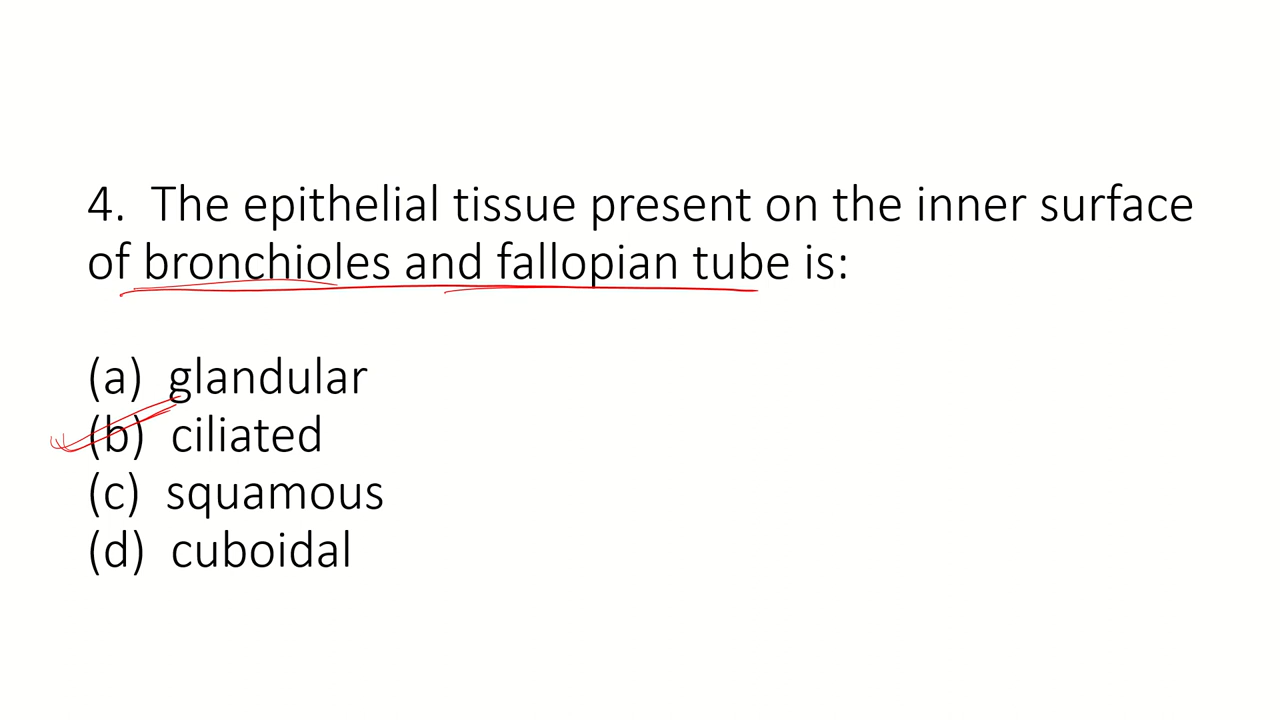 4. The epithelial tissue present on the inner surface
of bronchioles and fallopian tube is:
(a) glandular
(b) ciliated
(c) squamous
(d) cuboidal